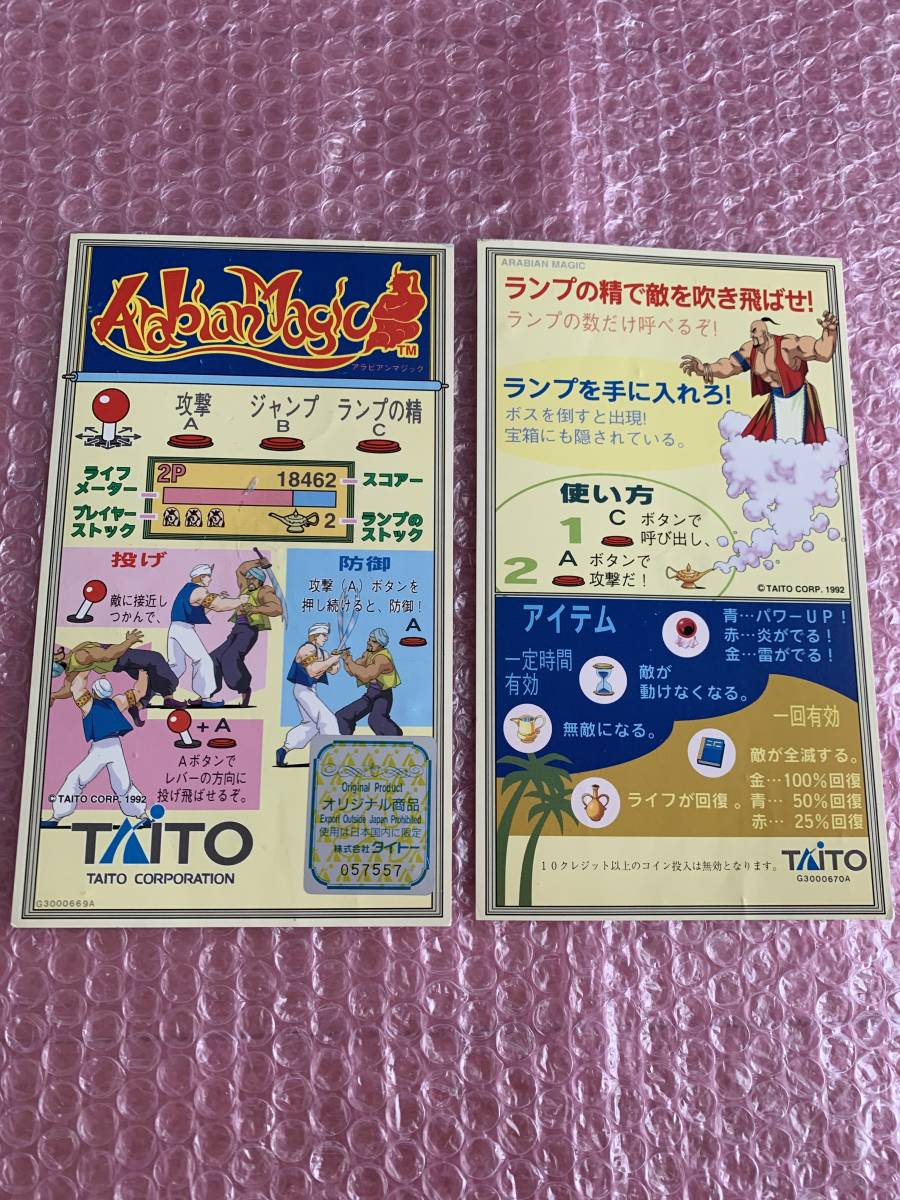 Arabian Magic TM
アラビアンマジック
攻撃 ジャンプ ランプの精
A B C
ライフ
メーター
2P
18462
スコアー
プレイヤー
ストック
2
ランプの
ストック
投げ
敵に接近し
つかんで、
+A
Aボタンで
レバーの方向に
投げ飛ばせるぞ。
防御
攻撃(A)ボタンを
押し続けると、防御!
A
©TAITO CORP. 1992
TAITO
TAITO CORPORATION
G3000669A
Original Product
オリジナル商品
Export Outside Japan Prohibited
使用は日本国内に限定
株式会社タイトー
057557
ARABIAN MAGIC
ランプの精で敵を吹き飛ばせ!
ランプの数だけ呼べるぞ!
ランプを手に入れろ!
ボスを倒すと出現!
宝箱にも隠されている。
使い方
1 C ボタンで
呼び出し、
2 A ボタンで
攻撃だ!
©TAITO CORP. 1992
アイテム
青…パワーUP!
赤…炎がでる!
金…雷がでる!
一定時間
有効
敵が
動けなくなる。
無敵になる。
一回有効
敵が全滅する。
ライフが回復。
金…100%回復
青… 50%回復
赤… 25%回復
10クレジット以上のコイン投入は無効となります。
TAITO
G3000670A